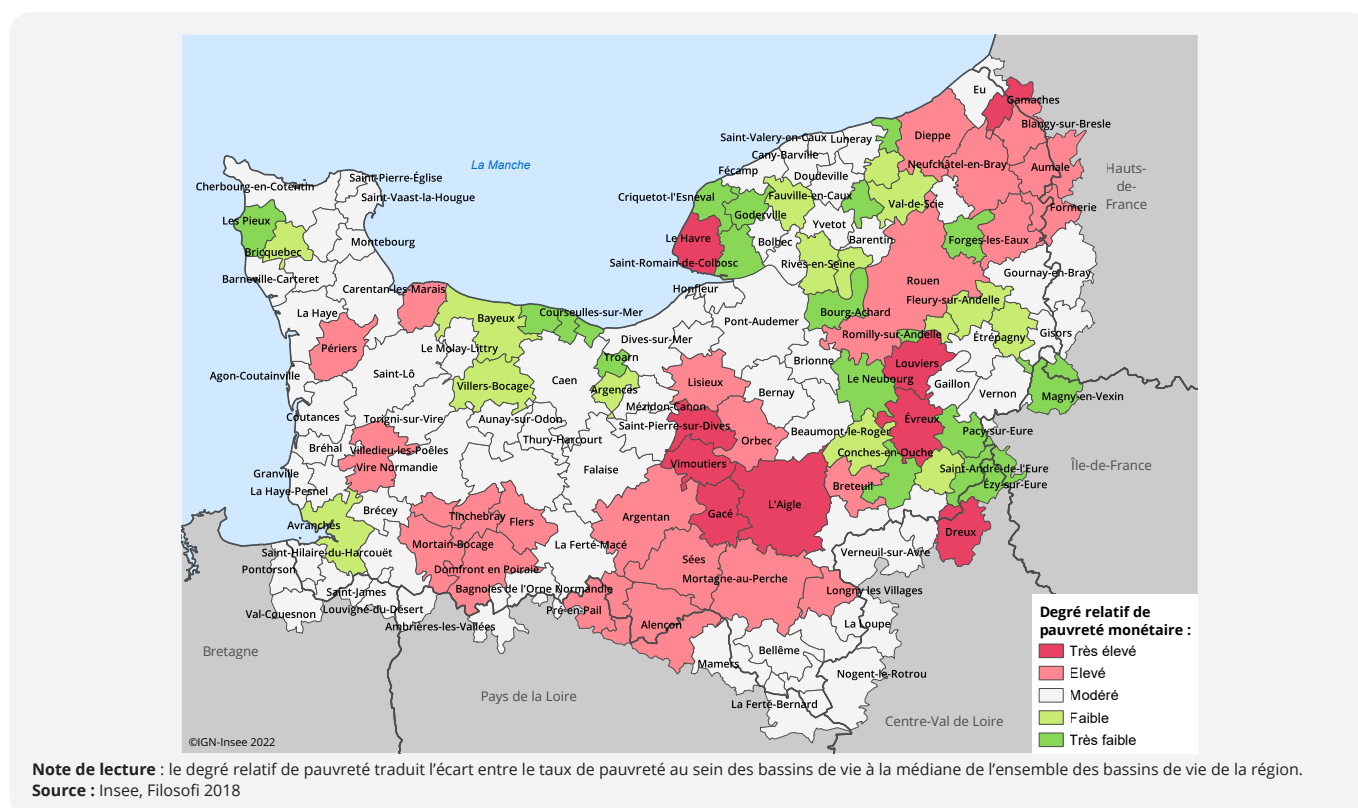 Eu
Gamaches
Blangy-sur-Bresle
Saint-Valery-en-Caux
Luneray
Dieppe
Cany-Barville
Neufchâtel-en-Bray
Aumale
Hauts-
de-
France
La Manche
Fécamp
Doudeville
Saint-Pierre-Église
Cherbourg-en-Cotentin
Saint-Vaast-la-Hougue
Criquetot-l'Esneval
Fauville-en-Caux
Val-de-Scie
Formerie
Les Pieux
Goderville
Yvetot
Barentin
Forges-les-Eaux
Montebourg
Le Havre
Bolbec
Bricquebec
Saint-Romain-de-Colbosc
Rives-en-Seine
Gournay-en-Bray
Barneville-Carteret
Carentan-les-Marais
Honfleur
Rouen
Fleury-sur-Andelle
La Haye
Bayeux
Courseulles-sur-Mer
Pont-Audemer
Bourg-Achard
Romilly-sur-Andelle
Étrépagny
Gisors
Périers
Le Molay-Littry
Dives-sur-Mer
Troarn
Brionne
Louviers
Agon-Coutainville
Saint-Lô
Villers-Bocage
Caen
Argences
Lisieux
Bernay
Le Neubourg
Gaillon
Vernon
Magny-en-Vexin
Coutances
Torigni-sur-Vire
Aunay-sur-Odon
Mézidon-Canon
Saint-Pierre-sur-Dives
Orbec
Beaumont-le-Roger
Évreux
Pacy-sur-Eure
Bréhal
Villedieu-les-Poêles
Thury-Harcourt
Conches-en-Ouche
Granville
Vire Normandie
Falaise
Vimoutiers
Saint-André-de-l'Eure
Île-de-France
La Haye-Pesnel
Breteuil
Ézy-sur-Eure
Avranches
Brécey
Tinchebray
Flers
Argentan
Gacé
L'Aigle
Dreux
Saint-Hilaire-du-Harcouët
Mortain-Bocage
La Ferté-Macé
Verneuil-sur-Avre
Pontorson
Domfront en Poiraie
Sées
Mortagne-au-Perche
Saint-James
Bagnoles de l'Orne Normandie
Longny les Villages
Val-Couesnon
Louvigné-du-Désert
Pré-en-Pail
Ambrières-les-Vallées
Alençon
La Loupe
Bretagne
Bellême
Mamers
Nogent-le-Rotrou
Pays de la Loire
La Ferté-Bernard
Centre-Val de Loire
Degré relatif de
pauvreté monétaire :
Très élevé
Elevé
Modéré
Faible
Très faible
©IGN-Insee 2022
Note de lecture : le degré relatif de pauvreté traduit l’écart entre le taux de pauvreté au sein des bassins de vie à la médiane de l’ensemble des bassins de vie de la région.
Source : Insee, Filosofi 2018